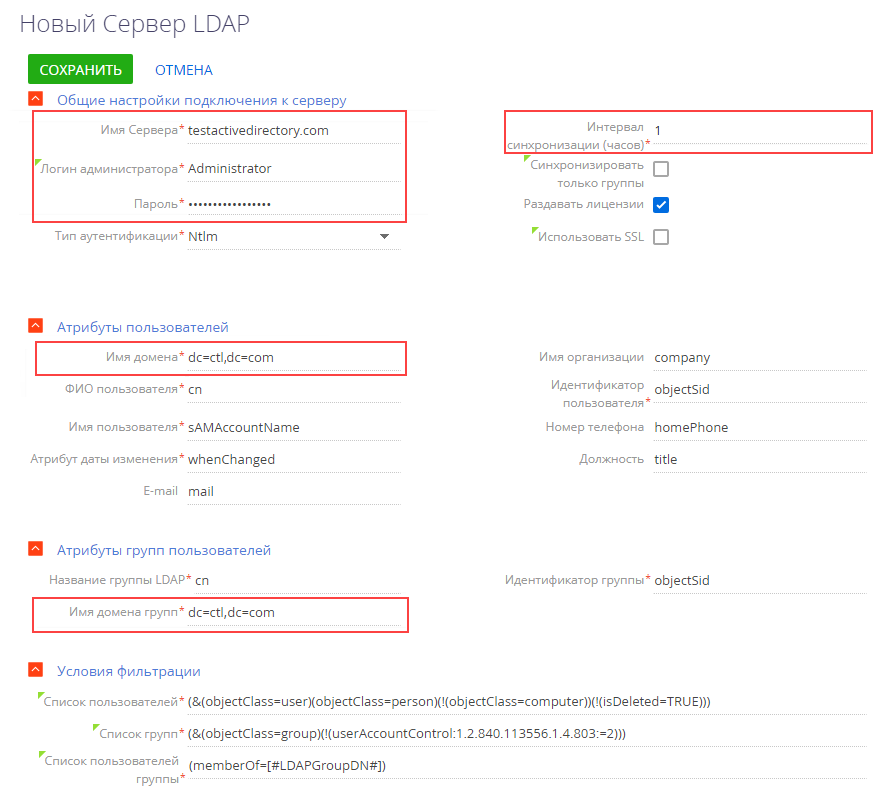 Новый Сервер LDAP
СОХРАНИТЬ ОТМЕНА
Общие настройки подключения к серверу
Имя Сервера* testactivedirectory.com
Логин администратора* Administrator
Пароль* •••••••••••••••••
Тип аутентификации* Ntlm
Интервал
синхронизации (часов)* 1
Синхронизировать
только группы
Раздавать лицензии
Использовать SSL
Атрибуты пользователей
Имя домена* dc=ctl,dc=com
ФИО пользователя* cn
Имя пользователя* sAMAccountName
Атрибут даты изменения* whenChanged
E-mail mail
Имя организации company
Идентификатор
пользователя* objectSid
Номер телефона homePhone
Должность title
Атрибуты групп пользователей
Название группы LDAP* cn
Идентификатор группы* objectSid
Имя домена групп* dc=ctl,dc=com
Условия фильтрации
Список пользователей* (&(objectClass=user)(objectClass=person)(!(objectClass=computer))(!(isDeleted=TRUE)))
Список групп* (&(objectClass=group)(!(userAccountControl:1.2.840.113556.1.4.803:=2)))
Список пользователей
группы* (memberOf=[#LDAPGroupDN#])